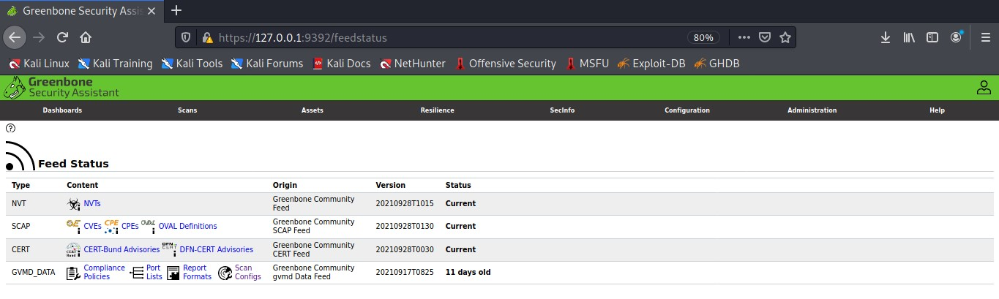 Greenbone Security Assis
https://127.0.0.1:9392/feedstatus
80%
Kali Linux Kali Training Kali Tools Kali Forums Kali Docs NetHunter Offensive Security MSFU Exploit-DB GHDB
Greenbone
Security Assistant
Dashboards Scans Assets Resilience SecInfo Configuration Administration Help
Feed Status
Type Content Origin Version Status
NVT NVTs Greenbone Community Feed 20210928T1015 Current
SCAP CVE CVEs CPE CPEs OVAL OVAL Definitions Greenbone Community SCAP Feed 20210928T0130 Current
CERT CERT-Bund Advisories DFN CERT DFN-CERT Advisories Greenbone Community CERT Feed 20210928T0030 Current
GVMD_DATA Compliance Policies Port Lists Report Formats Scan Configs Greenbone Community gvmd Data Feed 20210917T0825 11 days old